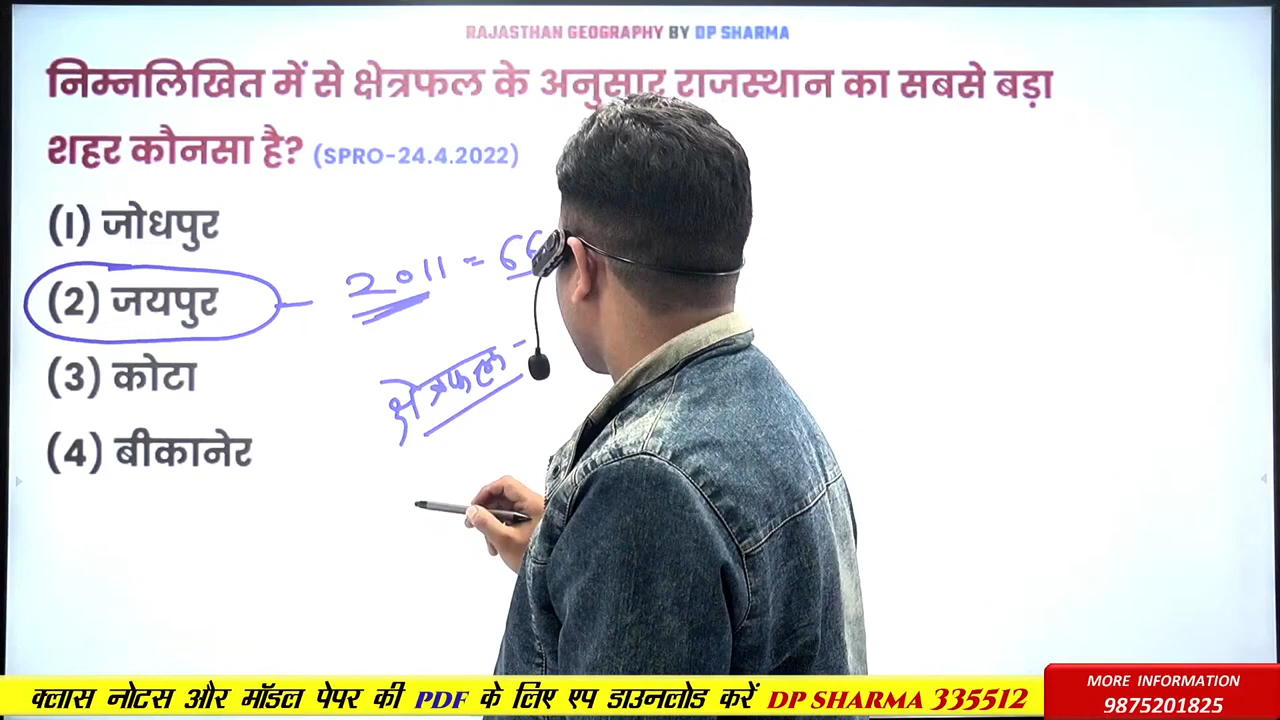 RAJASTHAN GEOGRAPHY BY DP SHARMA
निम्नलिखित में से क्षेत्रफल के अनुसार राजस्थान का सबसे बड़ा
शहर कौनसा है? (SPRO-24.4.2022)
(1) जोधपुर
(2) जयपुर
2011 = 66
(3) कोटा
क्षेत्रफल -
(4) बीकानेर
क्लास नोटस और मॉडल पेपर की PDF के लिए एप डाउनलोड करें DP SHARMA 335512
MORE INFORMATION
9875201825